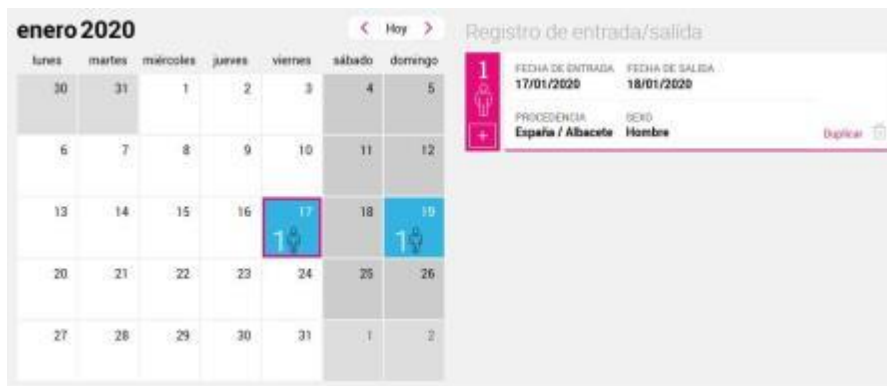 enero 2020
< Hoy >
lunes martes miércoles jueves viernes sábado domingo
30 31 1 2 3 4 5
6 7 8 9 10 11 12
13 14 15 16 17 18 19
1 1
20 21 22 23 24 25 26
27 28 29 30 31 1 2
Registro de entrada/salida
1
FECHA DE ENTRADA FECHA DE SALIDA
17/01/2020 18/01/2020
PROCEDENCIA SEXO
+ España / Albacete Hombre Duplicar